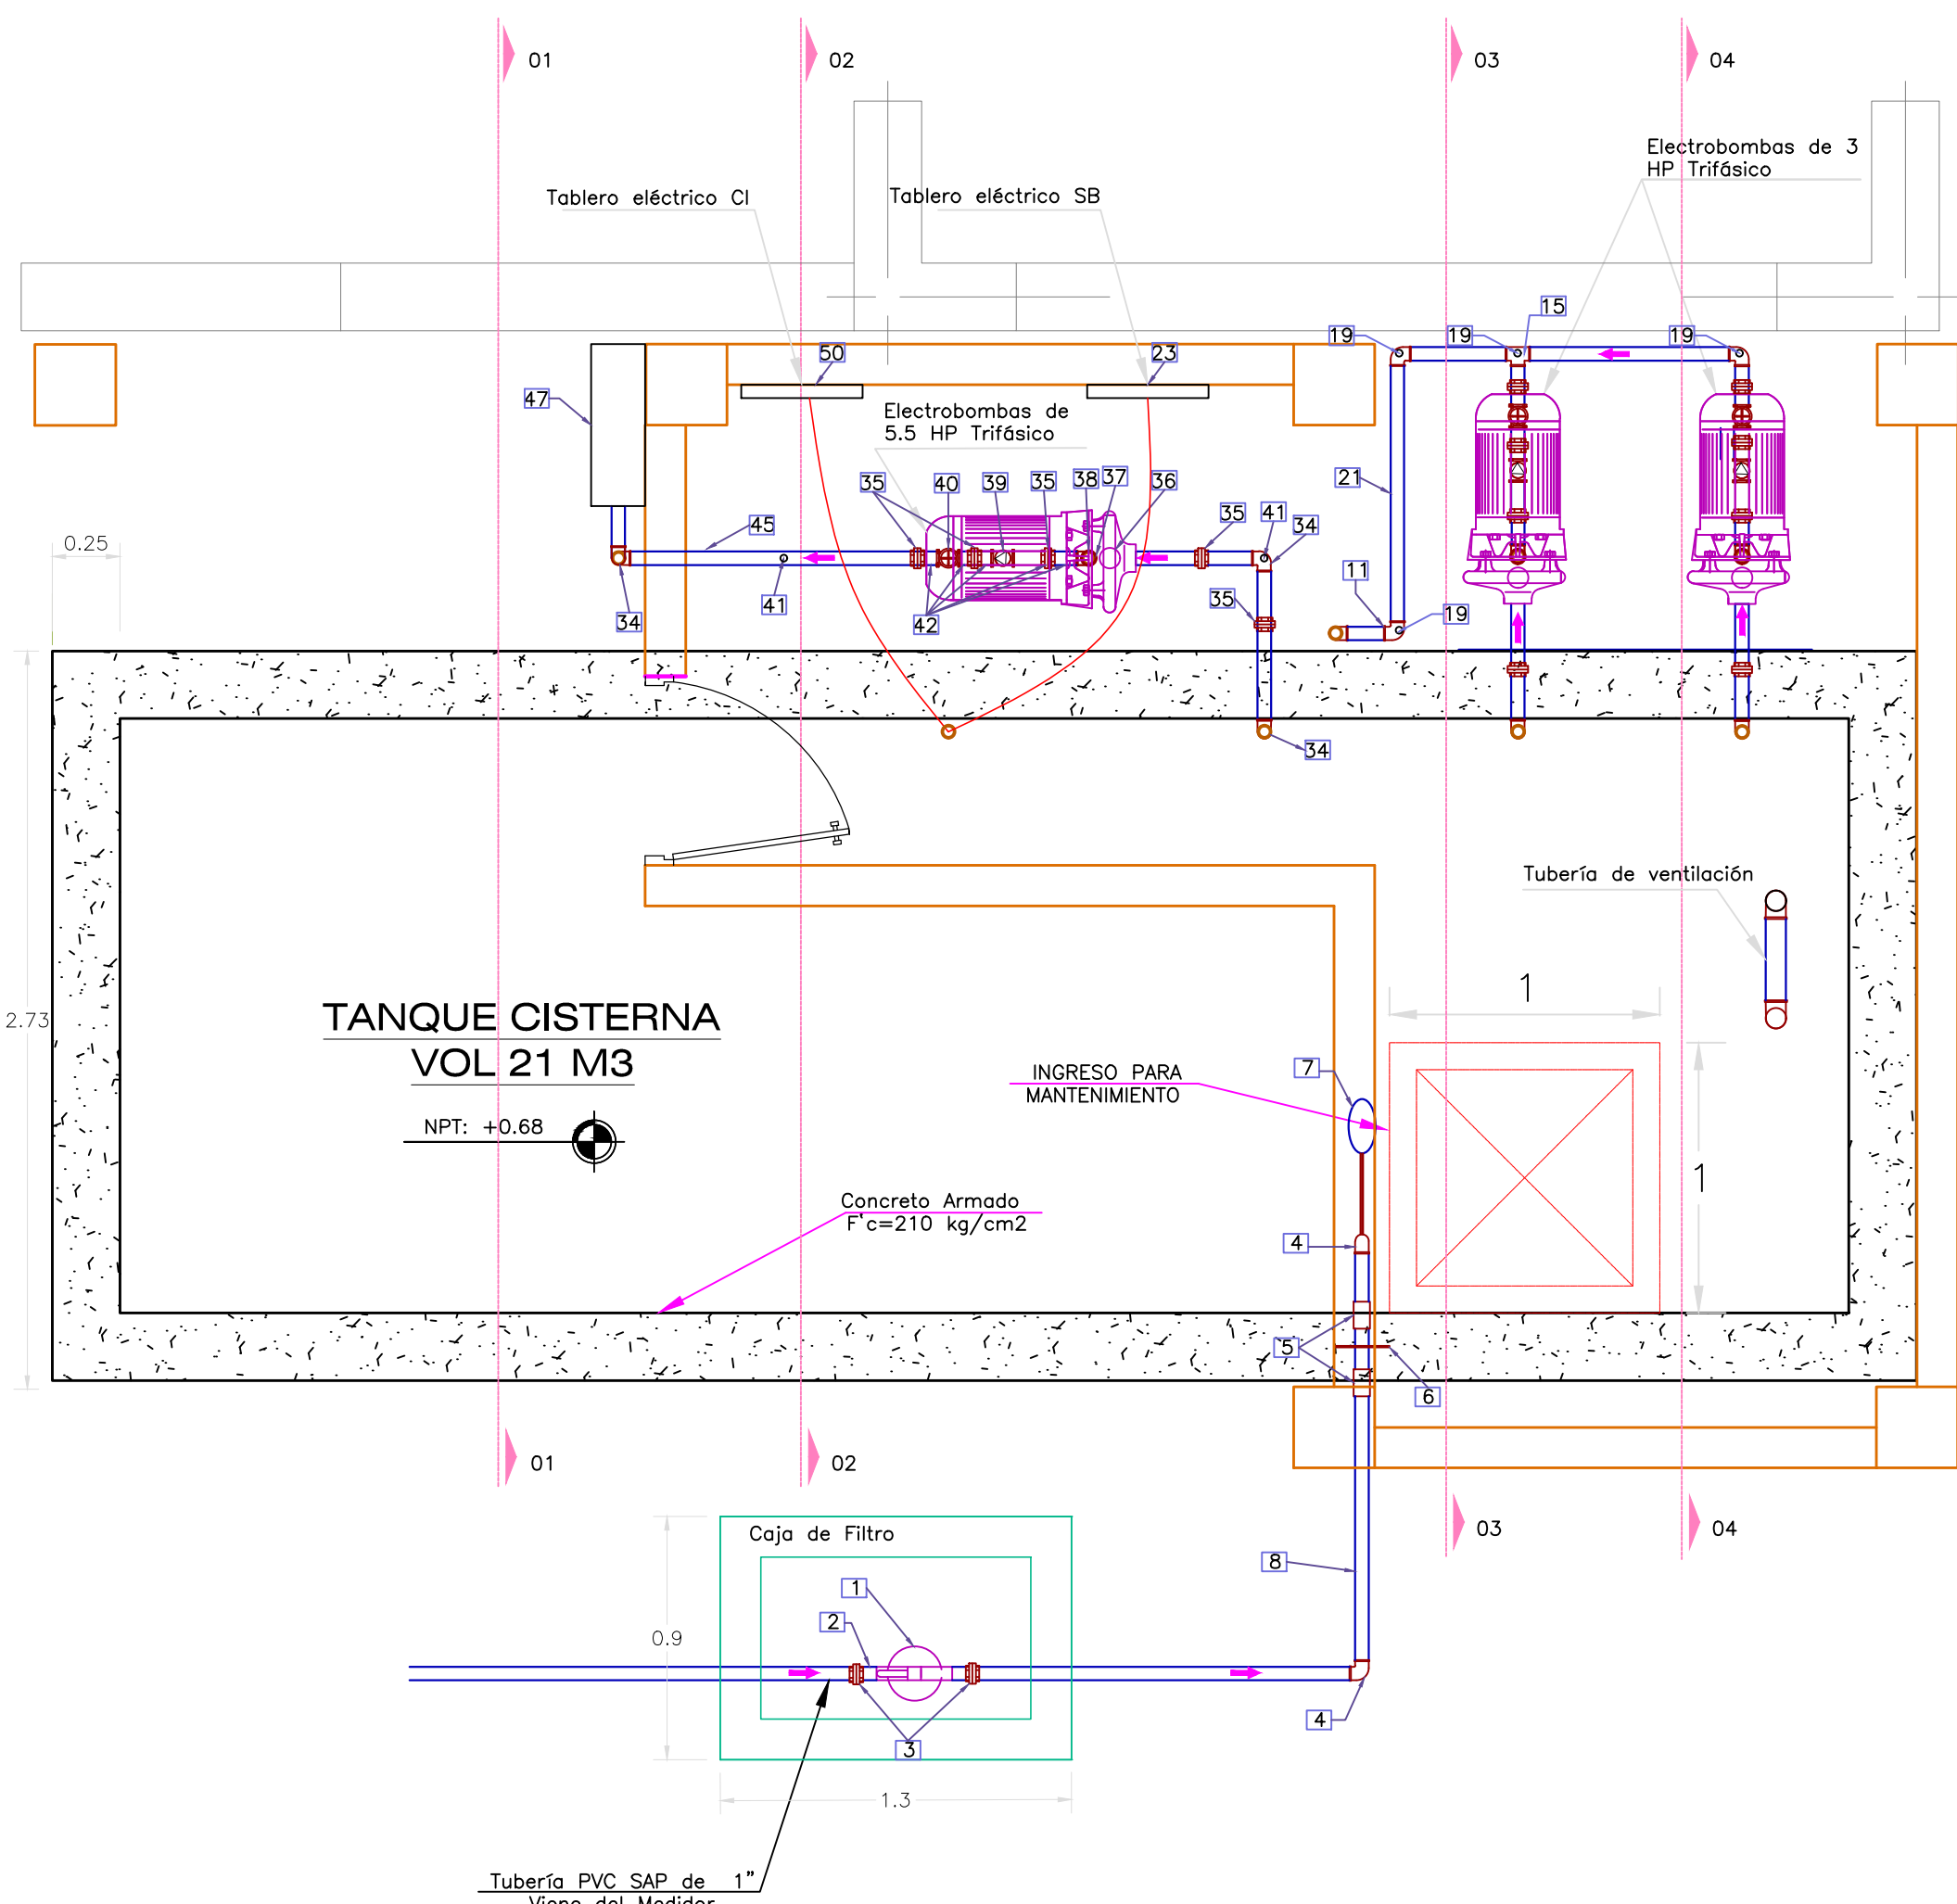 01
02
03
04
Electrobombas de 3
HP Trifásico
Tablero eléctrico CI
Tablero eléctrico SB
15
19
19
19
50
23
47
Electrobombas de
5.5 HP Trifásico
35
40
39
35
38
37
36
21
35
41
34
45
0.25
41
34
42
35
11
19
34
2.73
Tubería de ventilación
1
TANQUE CISTERNA
VOL 21 M3
NPT: +0.68
INGRESO PARA
MANTENIMIENTO
7
1
Concreto Armado
F'c=210 kg/cm2
4
5
6
01
02
03
04
Caja de Filtro
8
1
2
0.9
4
3
1.3
Tubería PVC SAP de 1"
Viene del Medidor